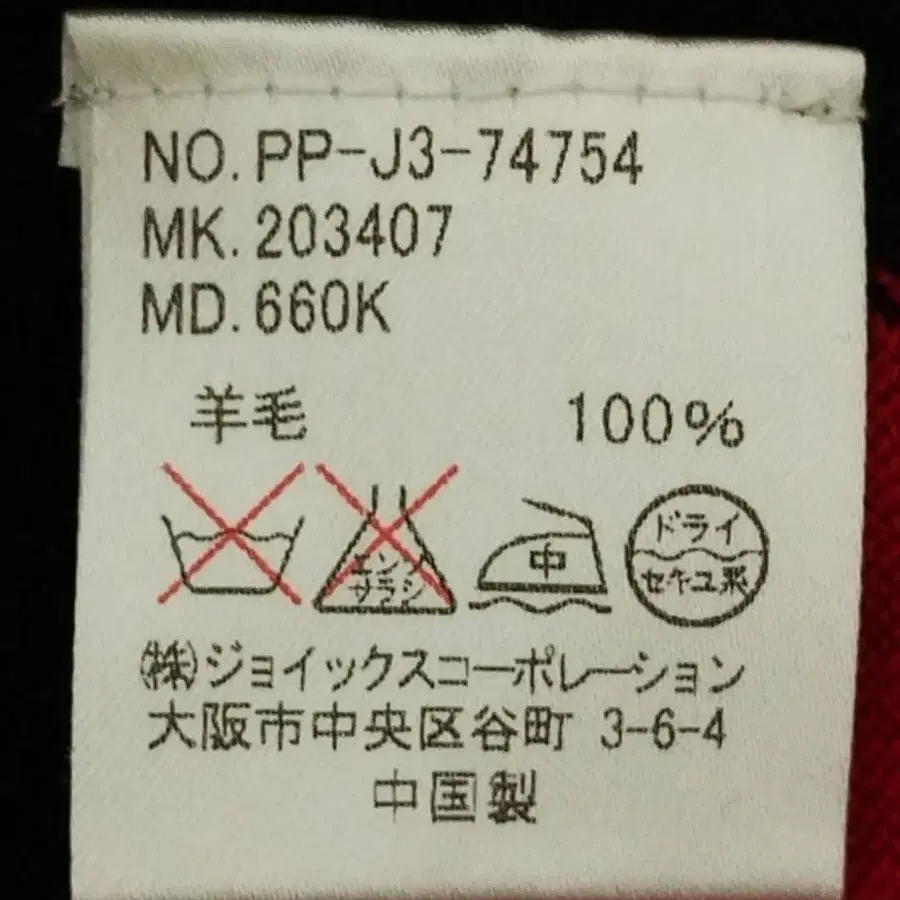 NO. PP-J3-74754
MK. 203407
MD. 660K
羊毛 100%
エンソ
サラシ
中
ドライ
セキユ系
㈱ジョイックスコーポレーション
大阪市中央区谷町 3-6-4
中国製